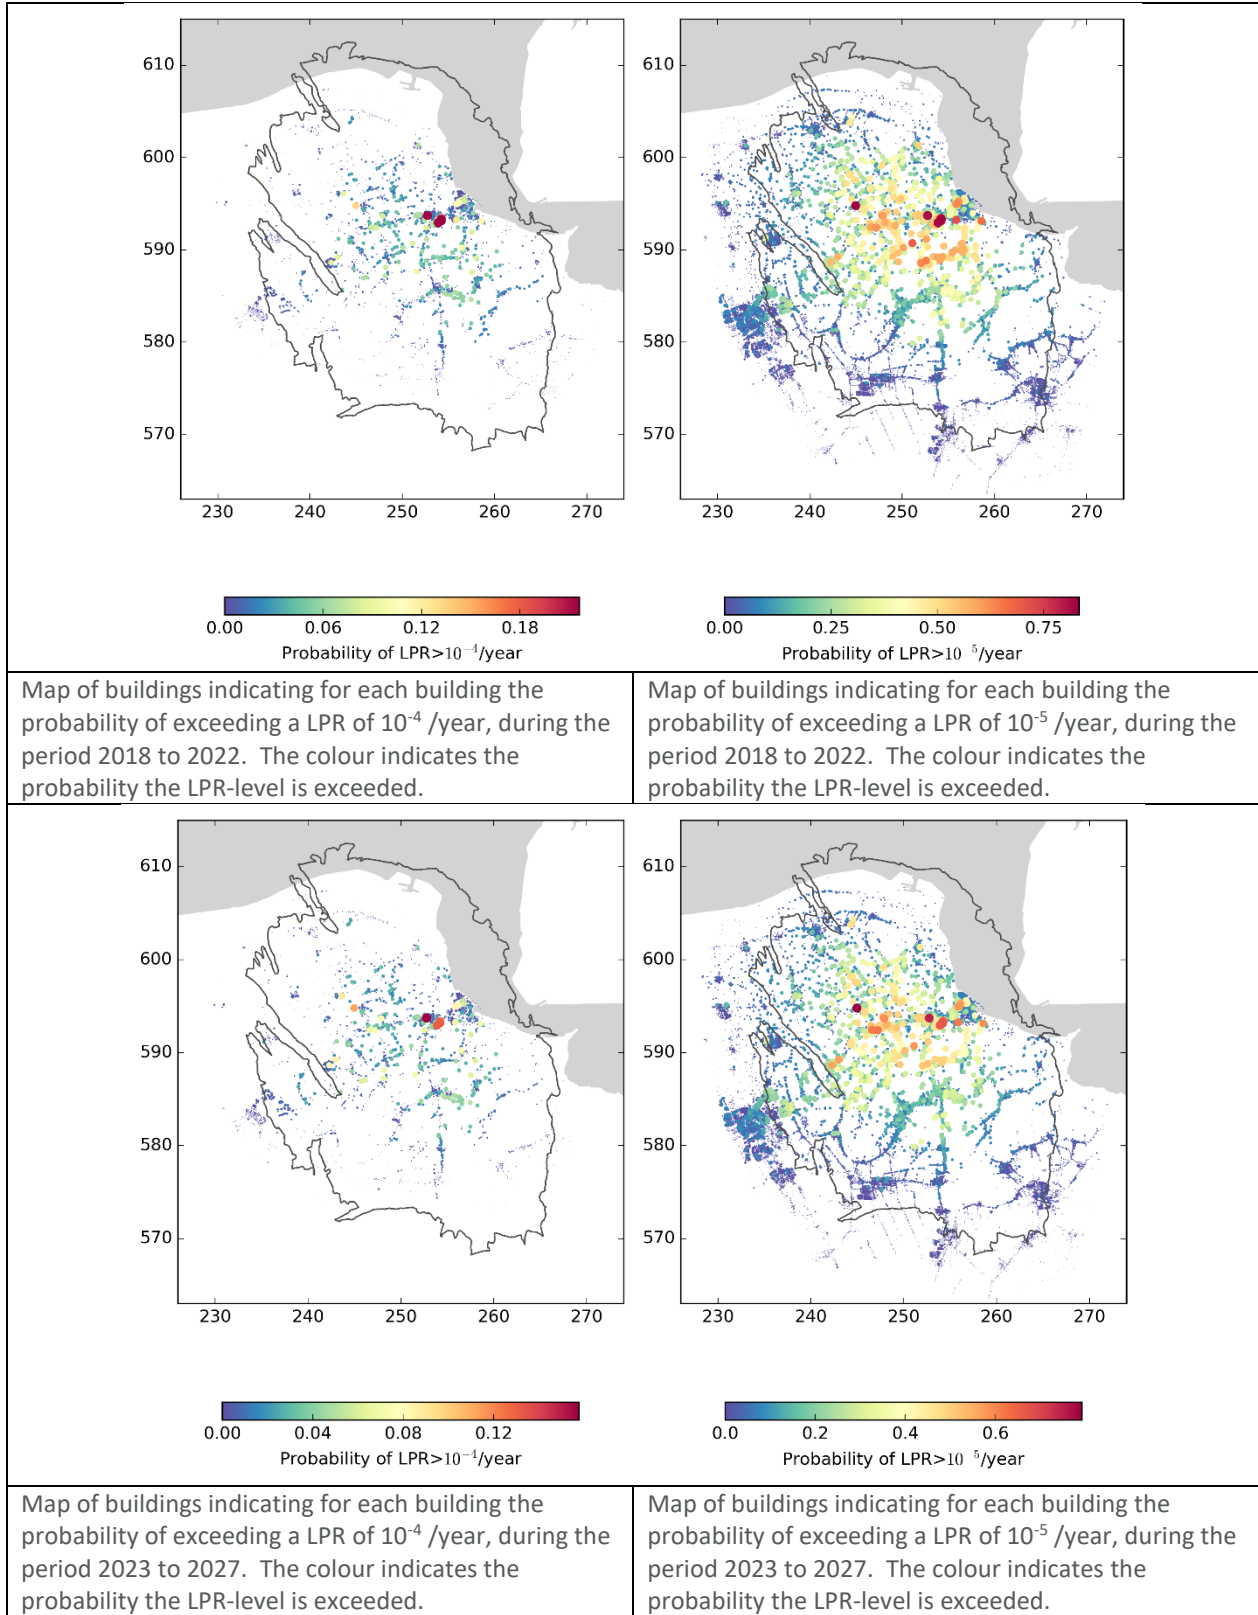 610
600
590
580
570
230 240 250 260 270
610
600
590
580
570
230 240 250 260 270
0.00 0.06 0.12 0.18
Probability of LPR>10⁻⁴/year
0.00 0.25 0.50 0.75
Probability of LPR>10 ⁵/year
Map of buildings indicating for each building the
probability of exceeding a LPR of 10⁻⁴ /year, during the
period 2018 to 2022. The colour indicates the
probability the LPR-level is exceeded.
Map of buildings indicating for each building the
probability of exceeding a LPR of 10⁻⁵ /year, during the
period 2018 to 2022. The colour indicates the
probability the LPR-level is exceeded.
610
600
590
580
570
230 240 250 260 270
610
600
590
580
570
230 240 250 260 270
0.00 0.04 0.08 0.12
Probability of LPR>10⁻⁴/year
0.0 0.2 0.4 0.6
Probability of LPR>10 ⁵/year
Map of buildings indicating for each building the
probability of exceeding a LPR of 10⁻⁴ /year, during the
period 2023 to 2027. The colour indicates the
probability the LPR-level is exceeded.
Map of buildings indicating for each building the
probability of exceeding a LPR of 10⁻⁵ /year, during the
period 2023 to 2027. The colour indicates the
probability the LPR-level is exceeded.